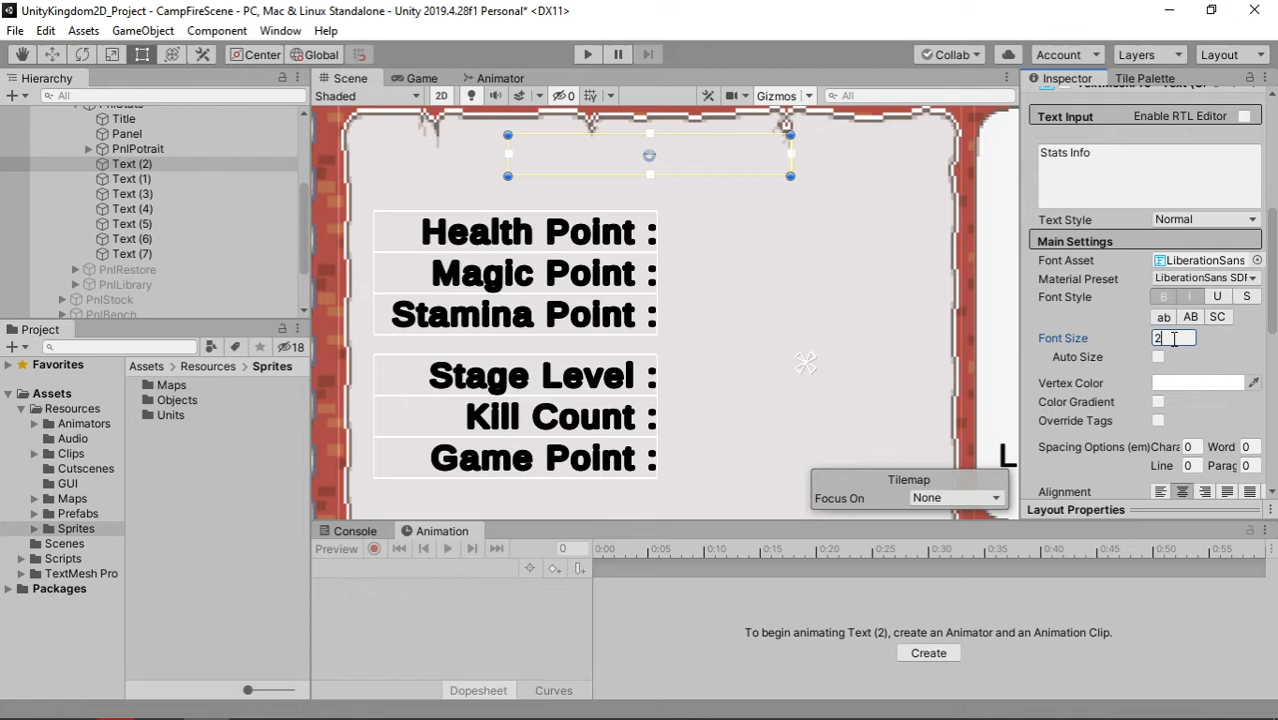 UnityKingdom2D_Project - CampFireScene - PC, Mac & Linux Standalone - Unity 2019.4.28f1 Personal* <DX11>
File Edit Assets GameObject Component Window Help
Center Global Collab Account Layers Layout
Hierarchy
All
PnlStats
Title
Panel
PnlPotrait
Text (2)
Text (1)
Text (3)
Text (4)
Text (5)
Text (6)
Text (7)
PnlRestore
PnlLibrary
PnlStock
PnlBench
Scene Game Animator
Shaded 2D 0 Gizmos All
Health Point :
Magic Point :
Stamina Point :
Stage Level :
Kill Count :
Game Point :
L
Tilemap
Focus On None
Inspector Tile Palette
Text Input Enable RTL Editor
Stats Info
Text Style Normal
Main Settings
Font Asset LiberationSans
Material Preset LiberationSans SDF
Font Style B I U S
ab AB SC
Font Size 2
Auto Size
Vertex Color
Color Gradient
Override Tags
Spacing Options (em) Chara 0 Word 0
Line 0 Parag 0
Alignment
Layout Properties
Project
18
Favorites
Assets
Resources
Animators
Audio
Clips
Cutscenes
GUI
Maps
Prefabs
Sprites
Scenes
Scripts
TextMesh Pro
Packages
Assets Resources Sprites
Maps
Objects
Units
Console Animation
Preview 0 0:00 0:05 0:10 0:15 0:20 0:25 0:30 0:35 0:40 0:45 0:50 0:55
To begin animating Text (2), create an Animator and an Animation Clip.
Create
Dopesheet Curves